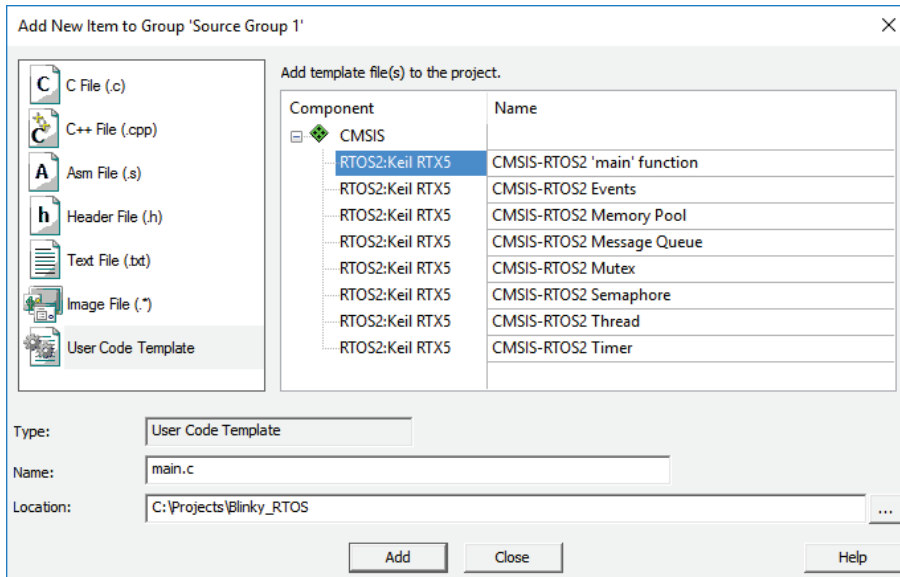 Add New Item to Group 'Source Group 1'
C File (.c)
C++ File (.cpp)
Asm File (.s)
Header File (.h)
Text File (.txt)
Image File (.*)
User Code Template
Add template file(s) to the project.
Component Name
CMSIS
RTOS2:Keil RTX5 CMSIS-RTOS2 'main' function
RTOS2:Keil RTX5 CMSIS-RTOS2 Events
RTOS2:Keil RTX5 CMSIS-RTOS2 Memory Pool
RTOS2:Keil RTX5 CMSIS-RTOS2 Message Queue
RTOS2:Keil RTX5 CMSIS-RTOS2 Mutex
RTOS2:Keil RTX5 CMSIS-RTOS2 Semaphore
RTOS2:Keil RTX5 CMSIS-RTOS2 Thread
RTOS2:Keil RTX5 CMSIS-RTOS2 Timer
Type: User Code Template
Name: main.c
Location: C:\Projects\Blinky_RTOS ...
Add Close Help